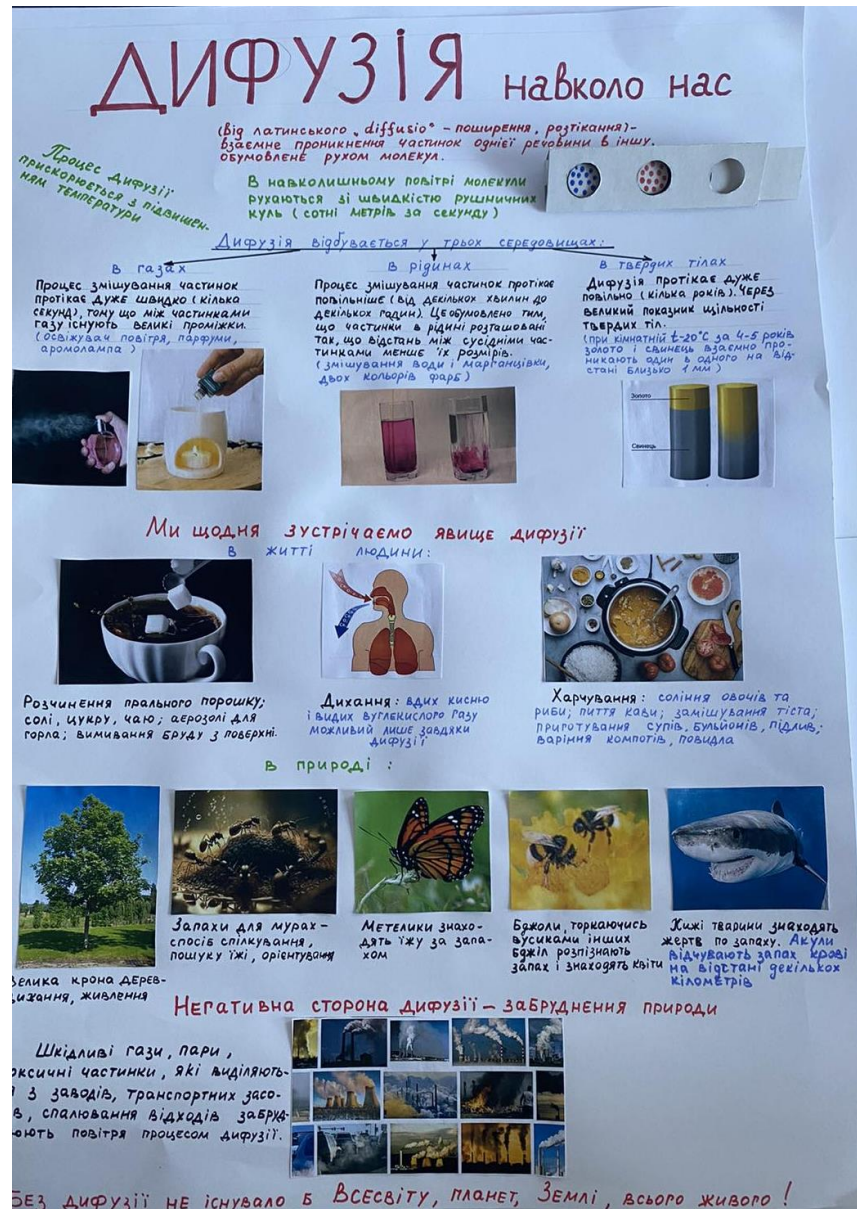 ДИФУЗІЯ навколо нас
(від латинського „diffusio“ – поширення, розтікання)-
взаємне проникнення частинок однієї речовини в іншу.
обумовлене рухом молекул.
Процес дифузії
прискорюється з підвищен-
ням температури
В навколишньому повітрі молекули
рухаються зі швидкістю рушничних
куль (сотні метрів за секунду)
Дифузія відбувається у трьох середовищах:
в газах
Процес змішування частинок
протікає дуже швидко (кілька
секунд), тому що між частинками
газу існують великі проміжки.
(освіжувач повітря, парфуми,
аромолампа)
в рідинах
Процес змішування частинок протікає
повільніше (від декількох хвилин до
декількох годин). Це обумовлено тим,
що частинки в рідині розташовані
так, що відстань між сусідніми час-
тинками менше їх розмірів.
(змішування води і марганцівки,
двох кольорів фарб)
в твердих тілах
Дифузія протікає дуже
повільно (кілька років). Через
великий показник щільності
твердих тіл.
(при кімнатній t-20°C за 4-5 років
золото і свинець взаємно про-
никають один в одного на від-
стані близько 1 мм)
Золото
Свинець
Ми щодня зустрічаємо явище дифузії
в житті людини:
Розчинення прального порошку;
солі, цукру, чаю; аерозолі для
горла; вимивання бруду з поверхні.
Дихання: вдих кисню
і видих вуглекислого газу
можливий лише завдяки
дифузії
Харчування: соління овочів та
риби; пиття кави; замішування тіста;
приготування супів, бульйонів, підлив;
варіння компотів, повидла
в природі:
велика крона дерев-
дихання, живлення
Запахи для мурах-
спосіб спілкування,
пошуку їжі, орієнтування
Метелики знахо-
дять їжу за запа-
хом
Бджоли, торкаючись
вусиками інших
бджіл розпізнають
запах і знаходять квіти
Хижі тварини знаходять
жертв по запаху. Акули
відчувають запах крові
на відстані декількох
кілометрів
Негативна сторона дифузії – забруднення природи
Шкідливі гази, пари,
оксичні частинки, які виділяють-
я з заводів, транспортних засо-
в, спалювання відходів забруд-
юють повітря процесом дифузії.
Без дифузії не існувало б Всесвіту, планет, Землі, всього живого!